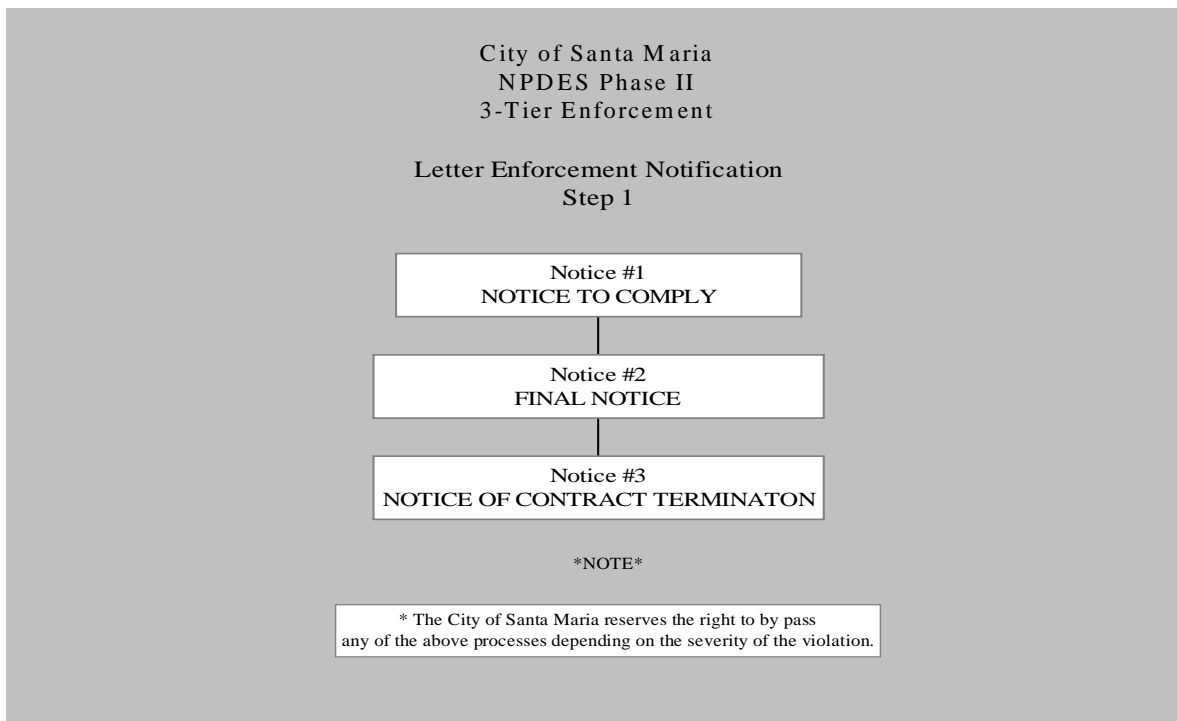 City of Santa Maria
NPDES Phase II
3-Tier Enforcement
Letter Enforcement Notification
Step 1
Notice #1
NOTICE TO COMPLY
Notice #2
FINAL NOTICE
Notice #3
NOTICE OF CONTRACT TERMINATON
*NOTE*
* The City of Santa Maria reserves the right to by pass
any of the above processes depending on the severity of the violation.